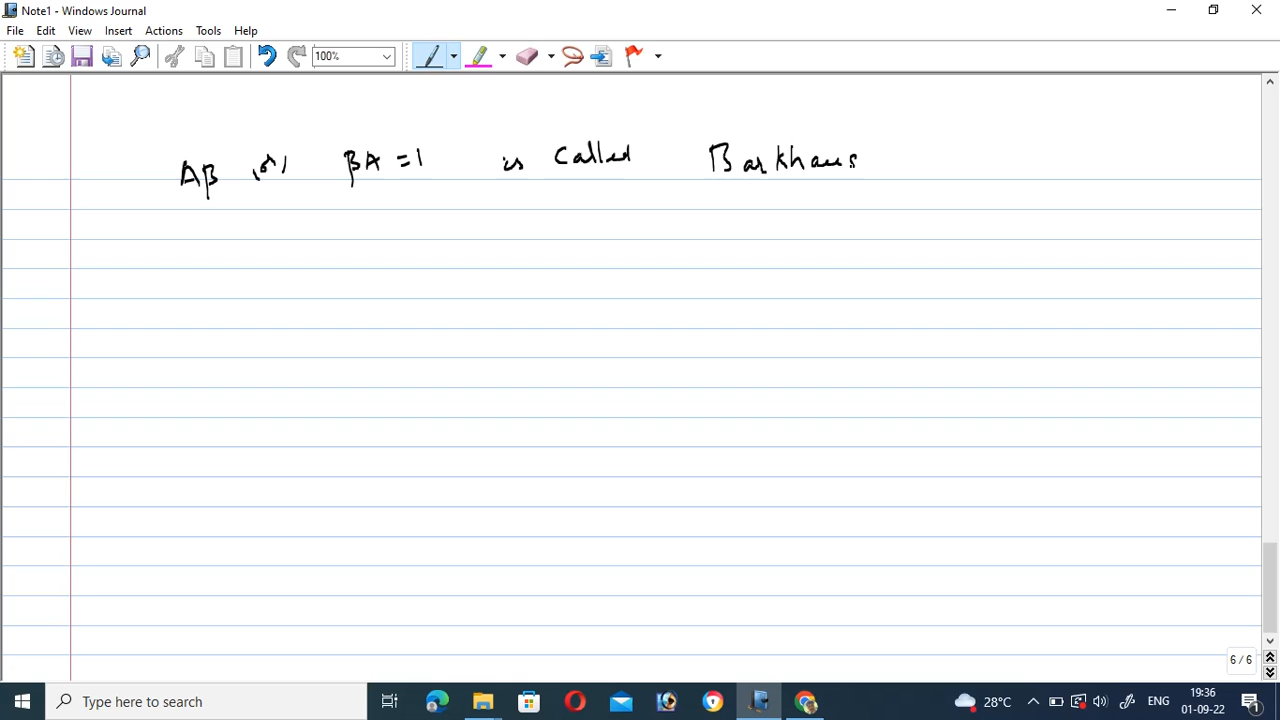 Note1 - Windows Journal
File Edit View Insert Actions Tools Help
100%
Aβ (or) βA = 1 is Called Barkhaus
6 / 6
Type here to search
28°C ENG 19:36
01-09-22
1